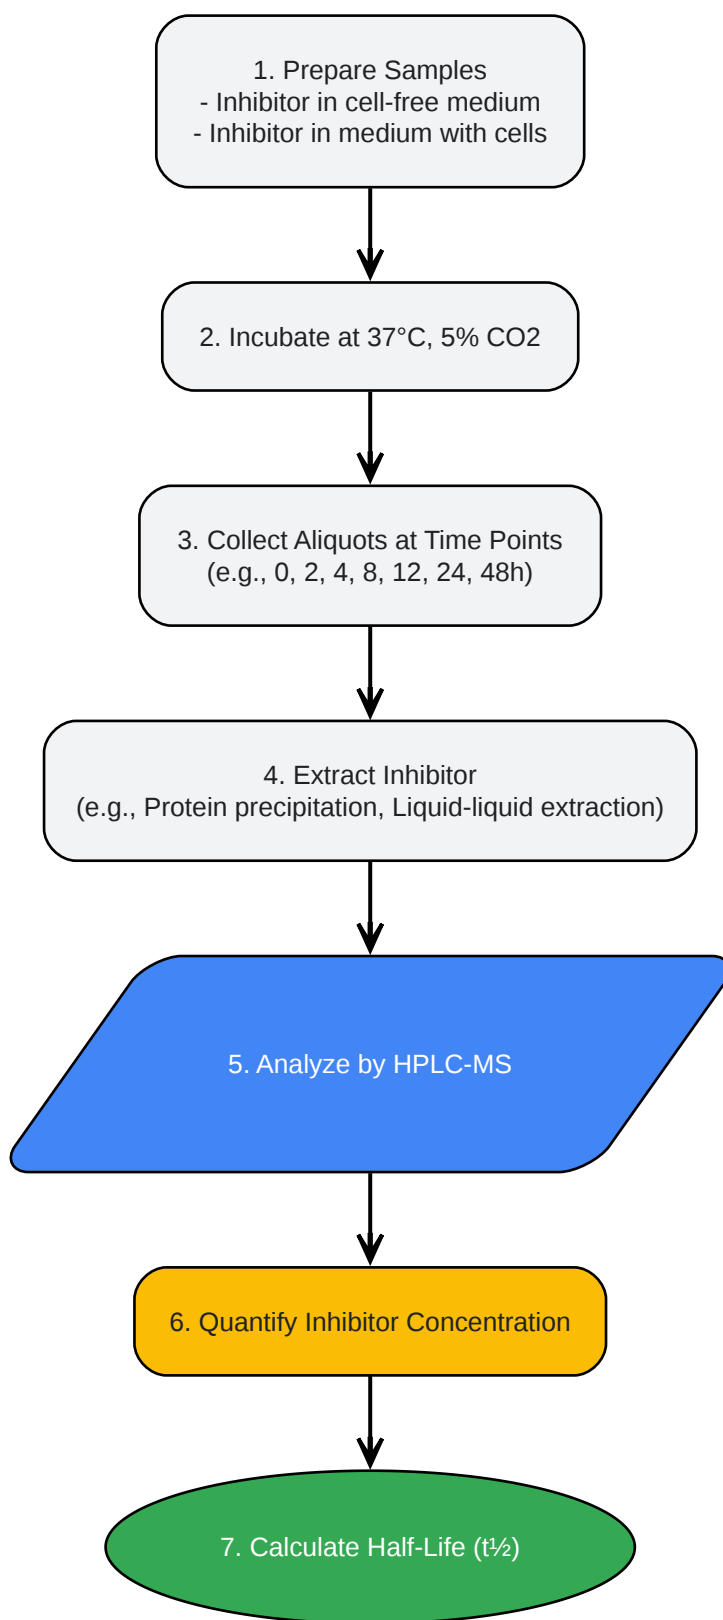 1. Prepare Samples
- Inhibitor in cell-free medium
- Inhibitor in medium with cells
2. Incubate at 37°C, 5% CO2
3. Collect Aliquots at Time Points
(e.g., 0, 2, 4, 8, 12, 24, 48h)
4. Extract Inhibitor
(e.g., Protein precipitation, Liquid-liquid extraction)
5. Analyze by HPLC-MS
6. Quantify Inhibitor Concentration
7. Calculate Half-Life (t½)